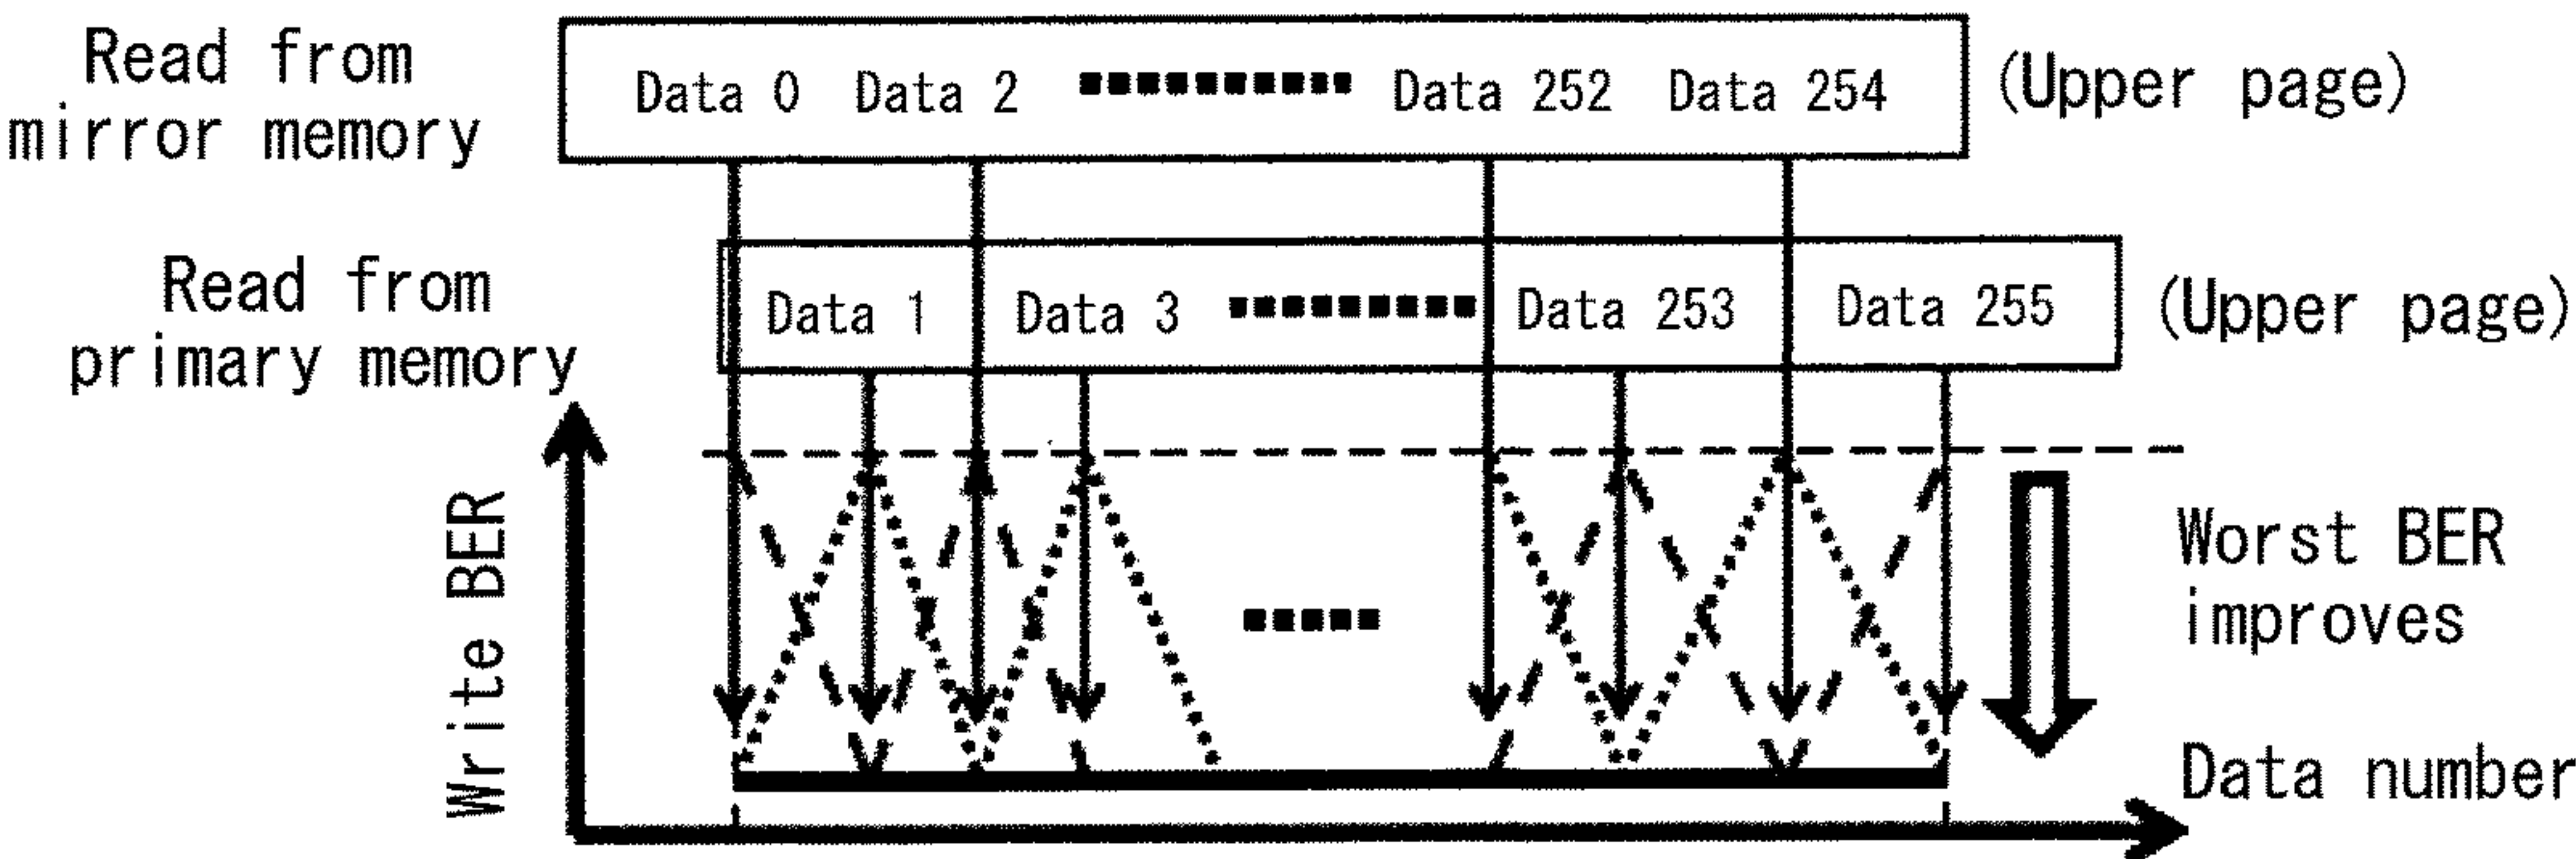 Read from
mirror memory
Data 0 Data 2 Data 252 Data 254
(Upper page)
Read from
primary memory
Data 1 Data 3 Data 253 Data 255
(Upper page)
Write BER
Worst BER
improves
Data number